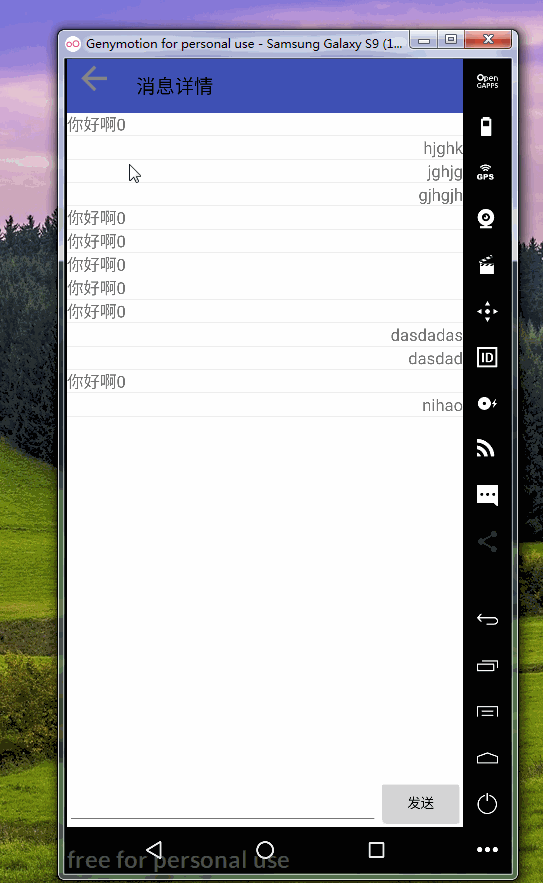 Genymotion for personal use - Samsung Galaxy S9 (1...
消息详情
Open
GAPPS
你好啊0
hjghk
jghjg
GPS
gjhgjh
你好啊0
你好啊0
你好啊0
你好啊0
你好啊0
dasdadas
dasdad
ID
你好啊0
nihao
发送
free for personal use